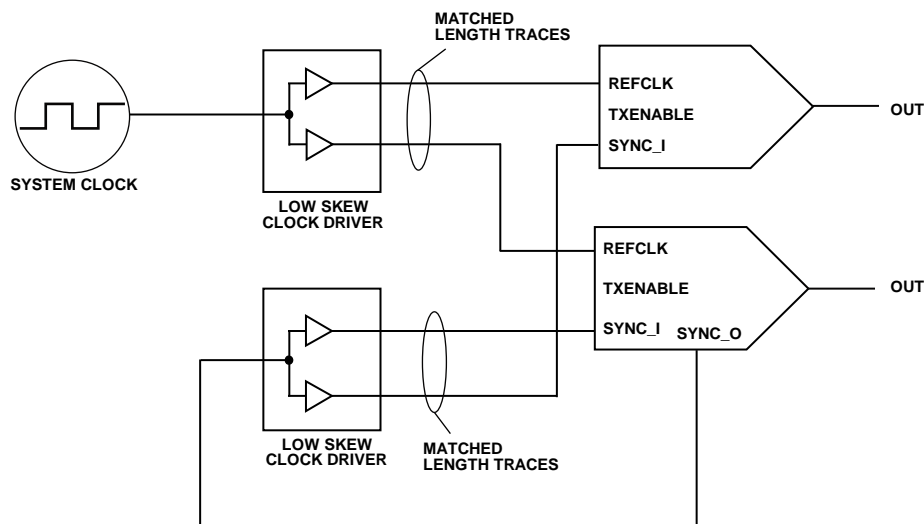 MATCHED
LENGTH TRACES
REFCLK
TXENABLE
SYNC_I
OUT
SYSTEM CLOCK
LOW SKEW
CLOCK DRIVER
REFCLK
TXENABLE
SYNC_I
SYNC_O
OUT
LOW SKEW
CLOCK DRIVER
MATCHED
LENGTH TRACES